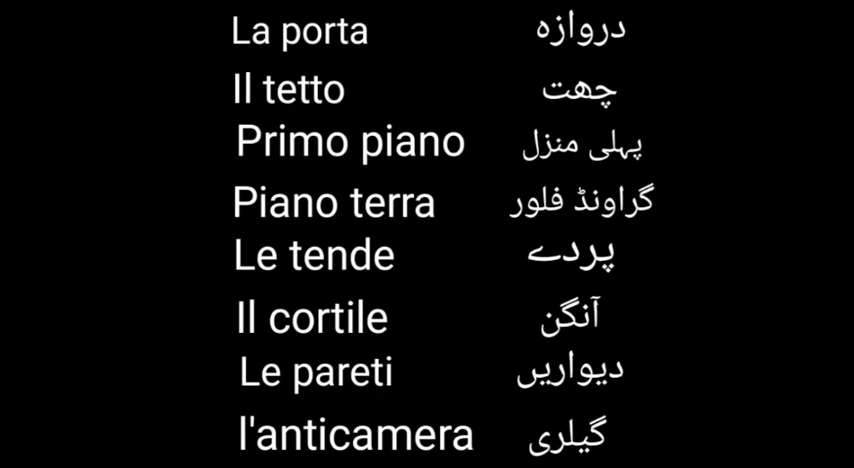 La porta دروازہ
Il tetto چھت
Primo piano پہلی منزل
Piano terra گراونڈ فلور
Le tende پردے
Il cortile آنگن
Le pareti دیواریں
l'anticamera گیلری